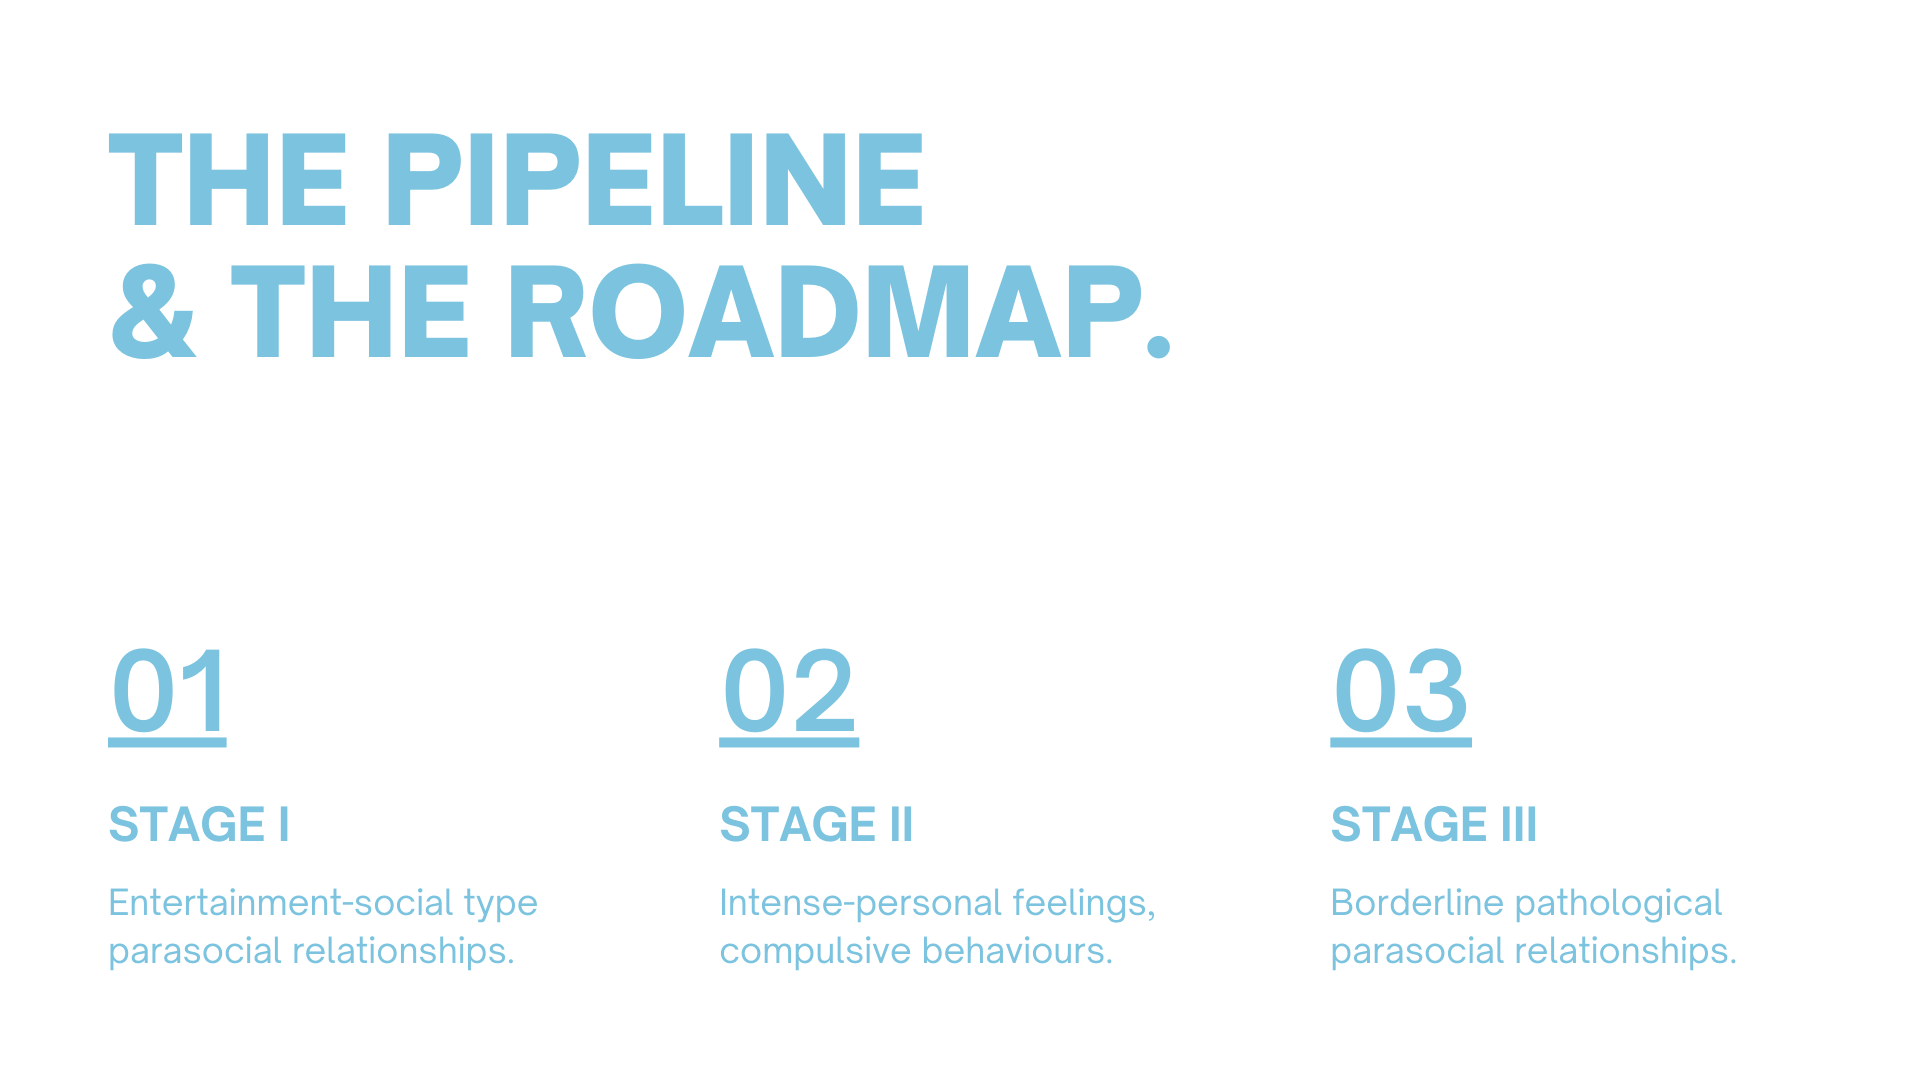 THE PIPELINE
& THE ROADMAP.
01
STAGE I
Entertainment-social type
parasocial relationships.
02
STAGE II
Intense-personal feelings,
compulsive behaviours.
03
STAGE III
Borderline pathological
parasocial relationships.